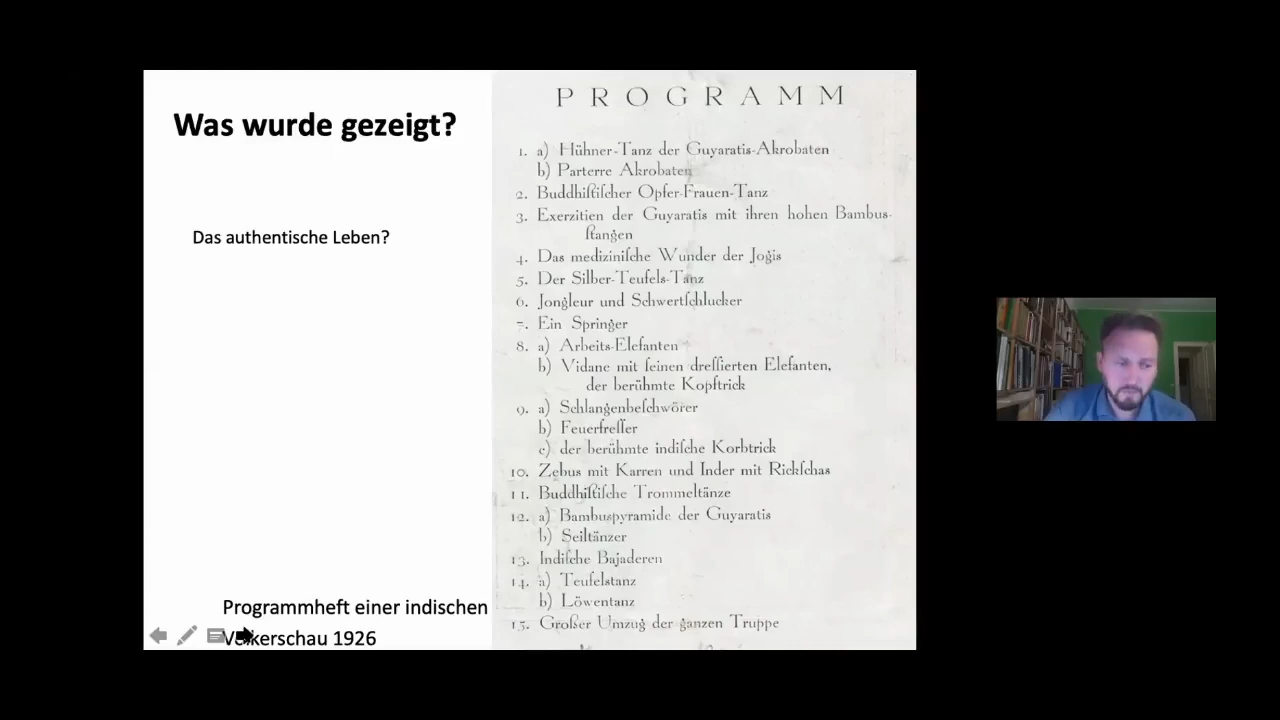 Was wurde gezeigt?
Das authentische Leben?
Programmheft einer indischen
Völkerschau 1926
PROGRAMM
1. a) Hühner-Tanz der Guyaratis-Akrobaten
b) Parterre Akrobaten
2. Buddhiſtiſcher Opfer-Frauen-Tanz
3. Exerzitien der Guyaratis mit ihren hohen Bambus-
ſtangen
4. Das mediziniſche Wunder der Jogis
5. Der Silber-Teufels-Tanz
6. Jongleur und Schwertſchlucker
7. Ein Springer
8. a) Arbeits-Elefanten
b) Vidane mit ſeinen dreſſierten Elefanten,
der berühmte Kopftrick
9. a) Schlangenbeſchwörer
b) Feuerfreſſer
c) der berühmte indiſche Korbtrick
10. Zebus mit Karren und Inder mit Rickſchas
11. Buddhiſtiſche Trommeltänze
12. a) Bambuspyramide der Guyaratis
b) Seiltänzer
13. Indiſche Bajaderen
14. a) Teufelstanz
b) Löwentanz
15. Großer Umzug der ganzen Truppe